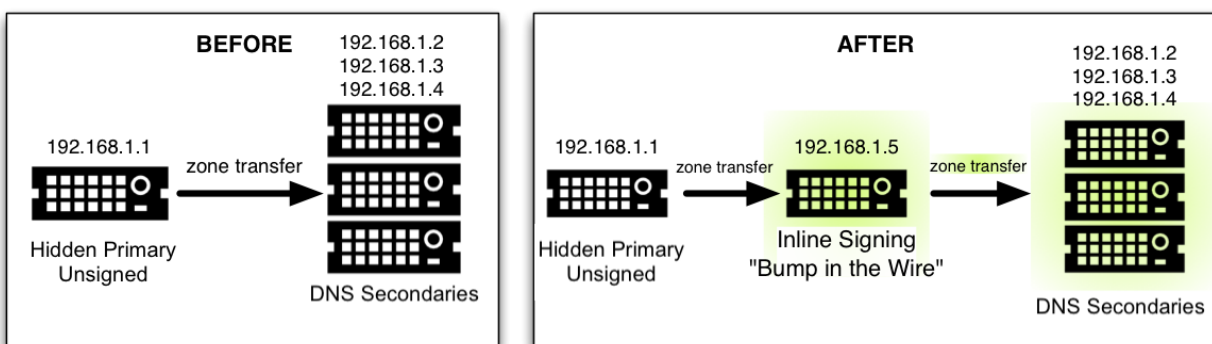 BEFORE
192.168.1.2
192.168.1.3
192.168.1.4
192.168.1.1
zone transfer
Hidden Primary
Unsigned
DNS Secondaries
AFTER
192.168.1.2
192.168.1.3
192.168.1.4
192.168.1.1
zone transfer
192.168.1.5
zone transfer
Hidden Primary
Unsigned
Inline Signing
"Bump in the Wire"
DNS Secondaries